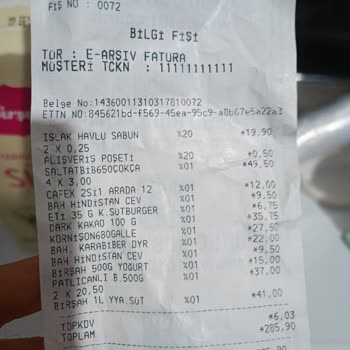 FİŞ NO : 0072
BİLGİ FİŞİ
TÜR : E-ARŞİV FATURA
MÜŞTERİ TCKN : 11111111111
Belge No:14360011310317810072
ETTN NO:845621bd-f569-45ea-95c9-a8b67e5a22a3
ISLAK HAVLU SABUN %20 *19,90
2 X 0,25
ALIŞVERİŞ POŞETİ %20 *0,50
SALTATBİB650ÇOKÇA %01 *49,50
4 X 3,00
CAFEX 2Si1 ARADA 12 %01 *12,00
BAH HİNDİSTAN CEV %01 *9,50
ETİ 35 G K.SUTBURGER %01 *6,75
DARK KAKAO 100 G %01 *35,75
KORNİŞON680GALLE %01 *27,50
BAH. KARABİBER DYR %01 *22,00
BAH HİNDİSTAN CEV %01 *9,50
BİRŞAH 500G YOĞURT %01 *15,00
PATLICANLI B.500G %01 *37,00
2 X 20,50
BİRŞAH 1L YYA.SUT %01 *41,00
TOPKDV *6,03
TOPLAM *285,90